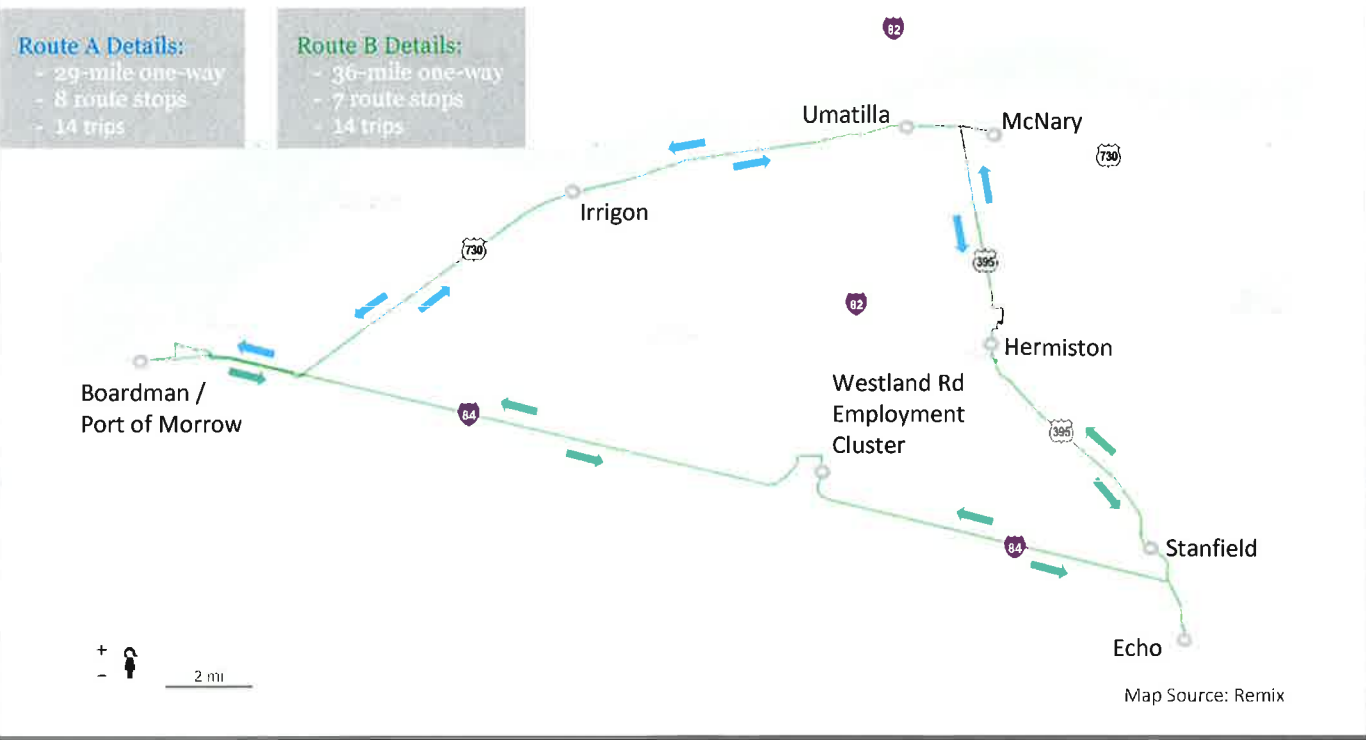 Route A Details:
- 29-mile one-way
- 8 route stops
- 14 trips
Route B Details:
- 36-mile one-way
- 7 route stops
- 14 trips
82
Umatilla
McNary
730
Irrigon
730
395
82
Hermiston
Boardman /
Port of Morrow
Westland Rd
Employment
Cluster
84
395
84
Stanfield
Echo
+
-
2 mi
Map Source: Remix